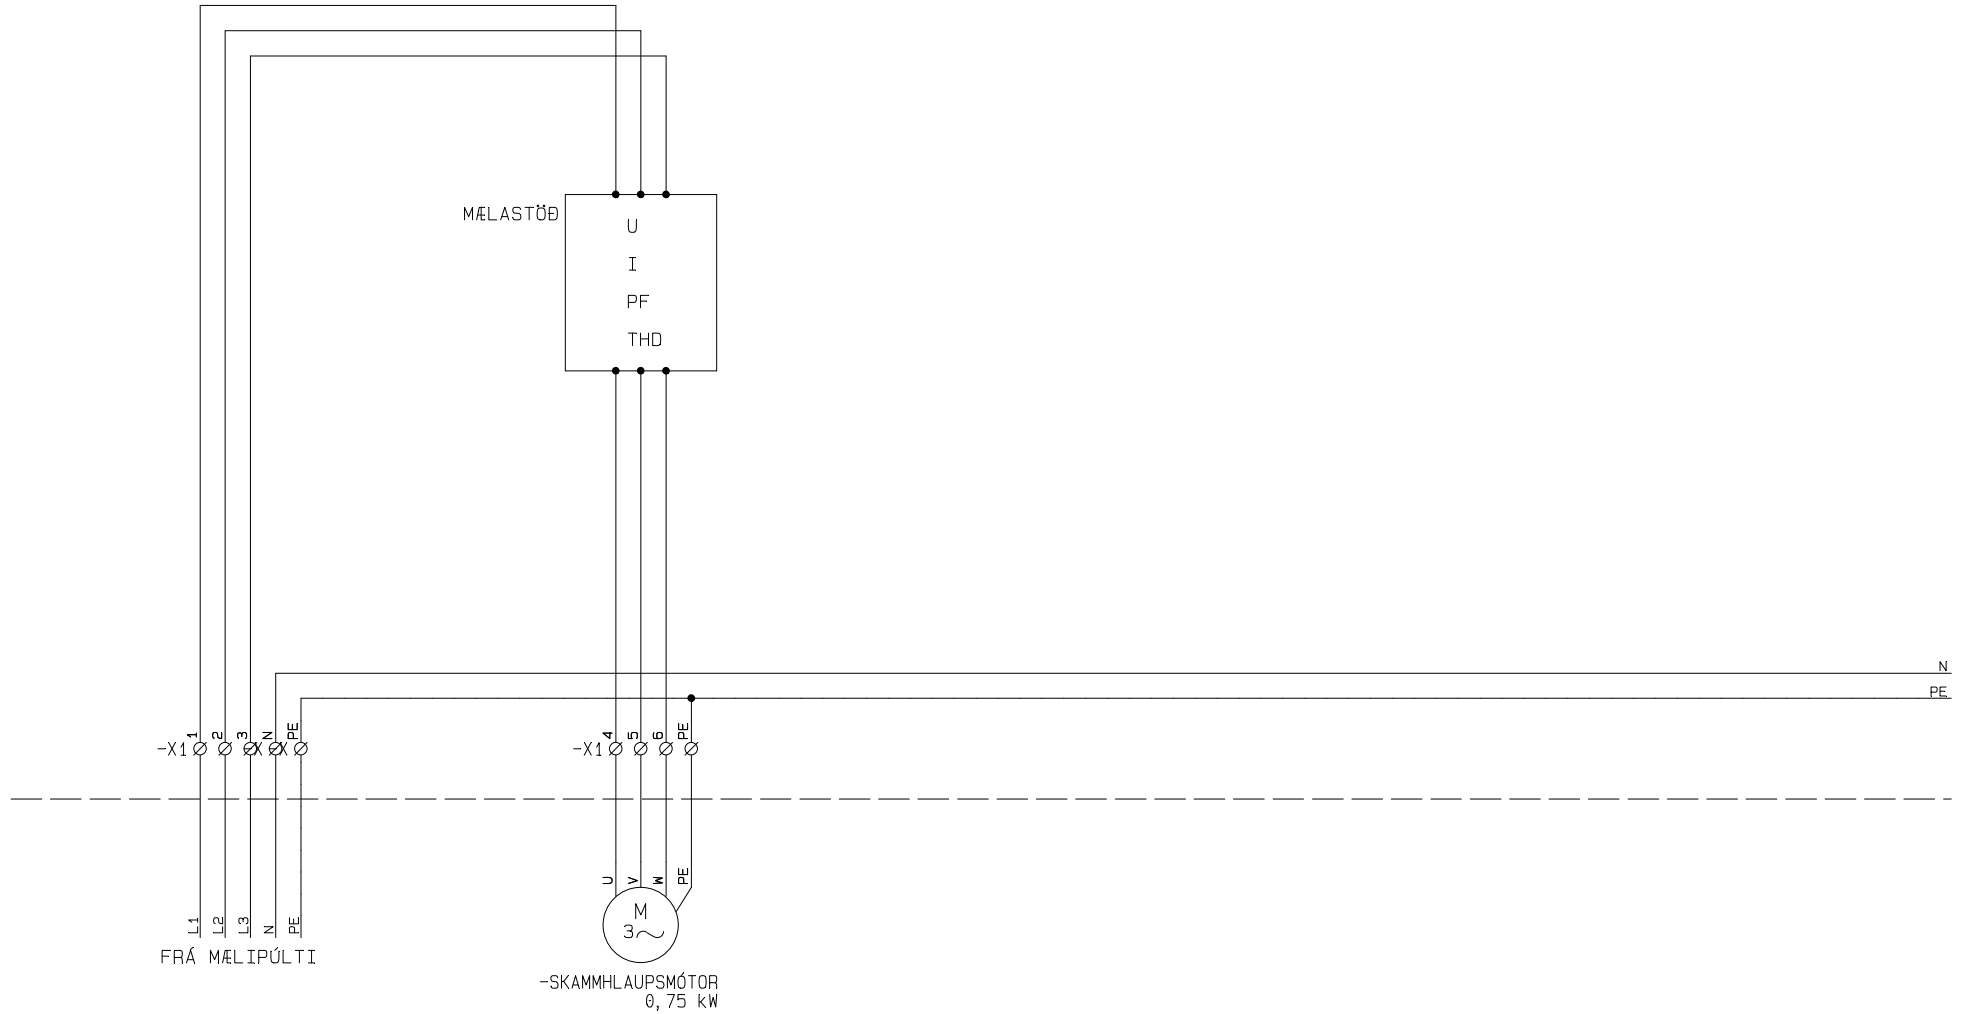 MÆLASTÖÐ
U
I
PF
THD
N
PE
-X1 1 2 3 -X N -X PE
-X1 4 5 6 PE
U V W PE
L1 L2 L3 N PE
M
3~
FRÁ MÆLIPÚLTI
-SKAMMHLAUPSMÓTOR
0,75 kW